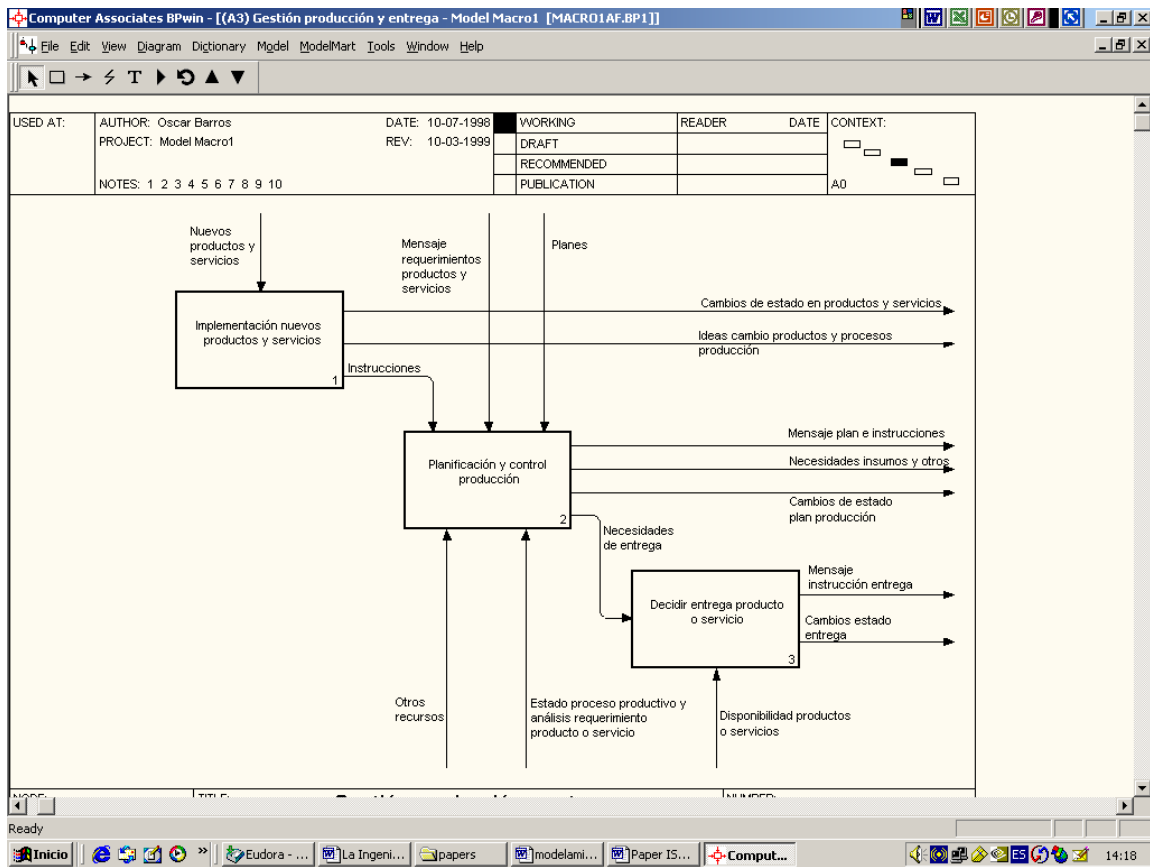 Computer Associates BPwin - [(A3) Gestión producción y entrega - Model Macro1 [MACRO1AF.BP1]]
File Edit View Diagram Dictionary Model ModelMart Tools Window Help
USED AT:
AUTHOR: Oscar Barros
DATE: 10-07-1998
PROJECT: Model Macro1
REV: 10-03-1999
NOTES: 1 2 3 4 5 6 7 8 9 10
WORKING
DRAFT
RECOMMENDED
PUBLICATION
READER
DATE
CONTEXT:
A0
Nuevos
productos y
servicios
Mensaje
requerimientos
productos y
servicios
Planes
Implementación nuevos
productos y servicios
1
Cambios de estado en productos y servicios
Ideas cambio productos y procesos
producción
Instrucciones
Planificación y control
producción
2
Mensaje plan e instrucciones
Necesidades insumos y otros
Cambios de estado
plan producción
Necesidades
de entrega
Decidir entrega producto
o servicio
3
Mensaje
instrucción entrega
Cambios estado
entrega
Otros
recursos
Estado proceso productivo y
análisis requerimiento
producto o servicio
Disponibilidad productos
o servicios
NODE:
TITLE:
NUMBER:
Ready
Inicio
Eudora - ...
La Ingeni...
papers
modelami...
Paper IS...
Comput...
ES
14:18